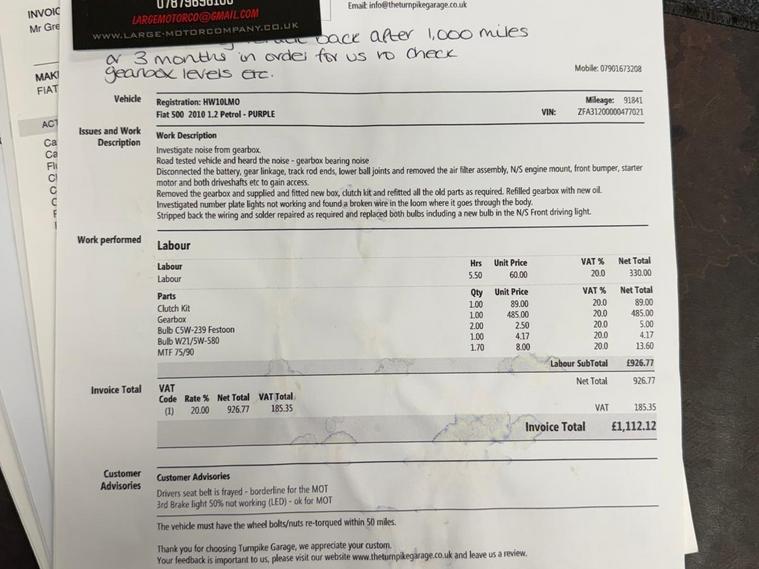 07879698100
LARGEMOTORCO@GMAIL.COM
WWW.LARGE-MOTORCOMPANY.CO.UK
Email: info@theturnpikegarage.co.uk
INVOIC
Mr Gre
back after 1,000 miles
or 3 months in order for us to check
gearbox levels etc.
Mobile: 07901673208
MAK
FIAT
Vehicle
Registration: HW10LMO Mileage: 91841
Fiat 500 2010 1.2 Petrol - PURPLE VIN: ZFA31200000477021
ACT
Ca
Ca
Issues and Work Description
Work Description
Investigate noise from gearbox.
Road tested vehicle and heard the noise - gearbox bearing noise
Disconnected the battery, gear linkage, track rod ends, lower ball joints and removed the air filter assembly, N/S engine mount, front bumper, starter
motor and both driveshafts etc to gain access.
Removed the gearbox and supplied and fitted new box, clutch kit and refitted all the old parts as required. Refilled gearbox with new oil.
Investigated number plate lights not working and found a broken wire in the loom where it goes through the body.
Stripped back the wiring and solder repaired as required and replaced both bulbs including a new bulb in the N/S Front driving light.
Work performed
Labour
Labour Hrs Unit Price VAT % Net Total
Labour 5.50 60.00 20.0 330.00
Parts Qty Unit Price VAT % Net Total
Clutch Kit 1.00 89.00 20.0 89.00
Gearbox 1.00 485.00 20.0 485.00
Bulb C5W-239 Festoon 2.00 2.50 20.0 5.00
Bulb W21/5W-580 1.00 4.17 20.0 4.17
MTF 75/90 1.70 8.00 20.0 13.60
Labour SubTotal £926.77
Invoice Total
VAT Code Rate % Net Total VAT Total
(1) 20.00 926.77 185.35
Net Total 926.77
VAT 185.35
Invoice Total £1,112.12
Customer Advisories
Customer Advisories
Drivers seat belt is frayed - borderline for the MOT
3rd Brake light 50% not working (LED) - ok for MOT
The vehicle must have the wheel bolts/nuts re-torqued within 50 miles.
Thank you for choosing Turnpike Garage, we appreciate your custom.
Your feedback is important to us, please visit our website www.theturnpikegarage.co.uk and leave us a review.